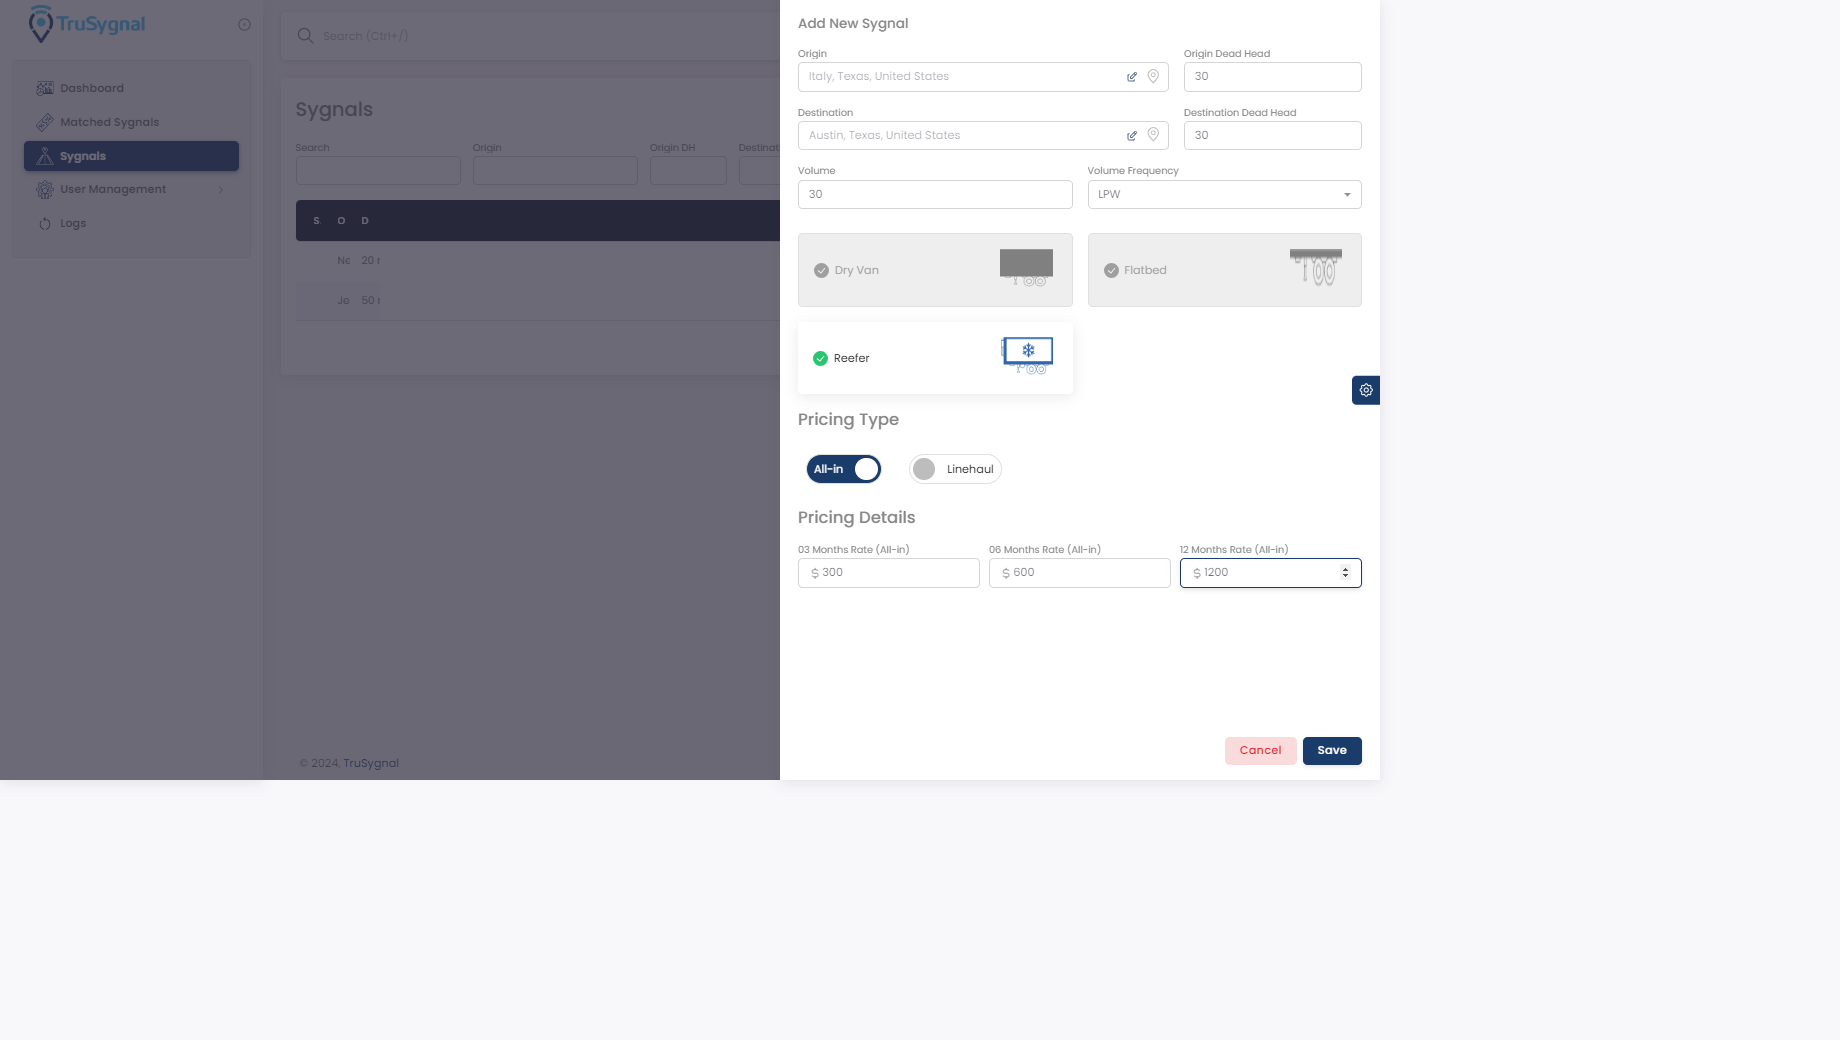 TruSygnal
Search (Ctrl+/)
Dashboard
Matched Sygnals
Sygnals
User Management
Logs
Sygnals
Search
Origin
Origin DH
S.
O
D
20
50
© 2024, TruSygnal
Add New Sygnal
Origin
Origin Dead Head
Italy, Texas, United States
30
Destination
Destination Dead Head
Austin, Texas, United States
30
Volume
Volume Frequency
30
LPW
Dry Van
Flatbed
Reefer
Pricing Type
All-in
Linehaul
Pricing Details
03 Months Rate (All-in)
06 Months Rate (All-in)
12 Months Rate (All-in)
$ 300
$ 600
$ 1200
Cancel
Save